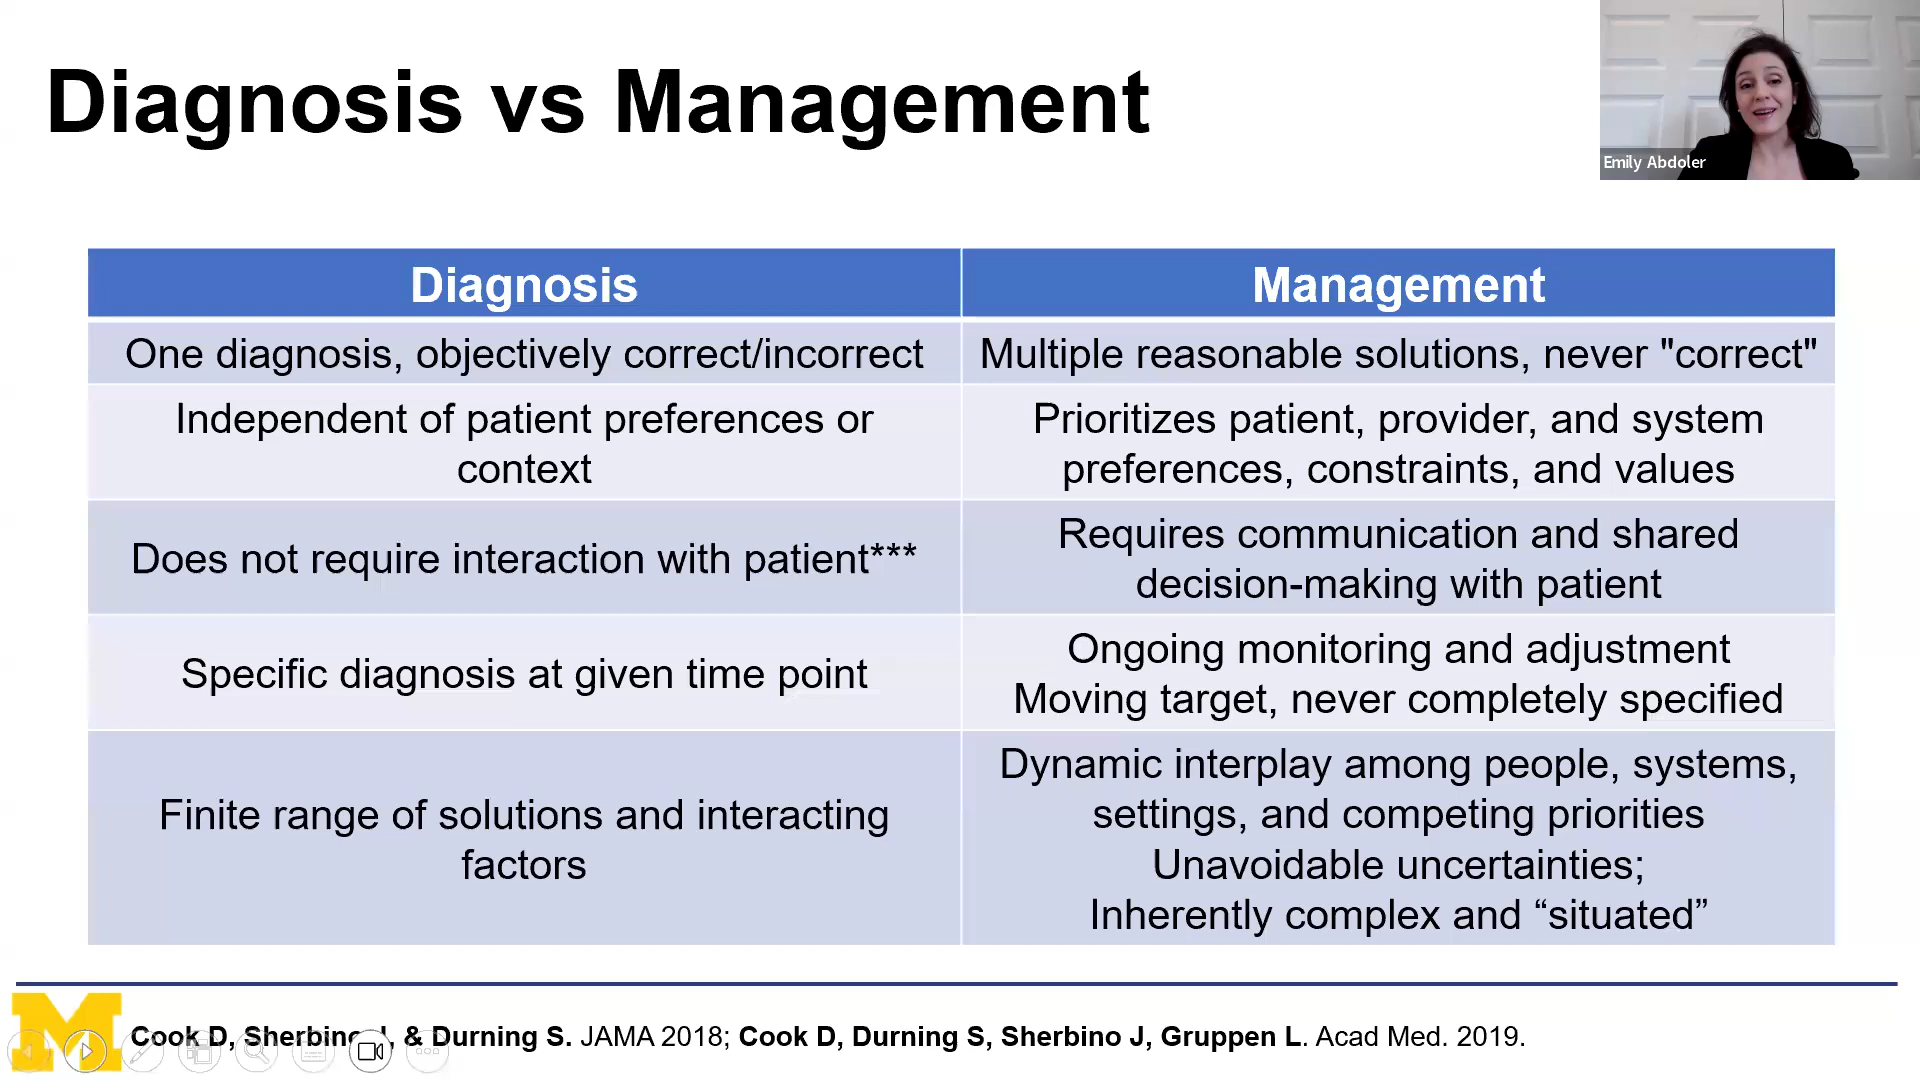 Diagnosis vs Management
Emily Abdoler
Diagnosis
Management
One diagnosis, objectively correct/incorrect
Multiple reasonable solutions, never "correct"
Independent of patient preferences or
context
Prioritizes patient, provider, and system
preferences, constraints, and values
Does not require interaction with patient***
Requires communication and shared
decision-making with patient
Specific diagnosis at given time point
Ongoing monitoring and adjustment
Moving target, never completely specified
Finite range of solutions and interacting
factors
Dynamic interplay among people, systems,
settings, and competing priorities
Unavoidable uncertainties;
Inherently complex and “situated”
M
Cook D, Sherbino J, & Durning S. JAMA 2018; Cook D, Durning S, Sherbino J, Gruppen L. Acad Med. 2019.